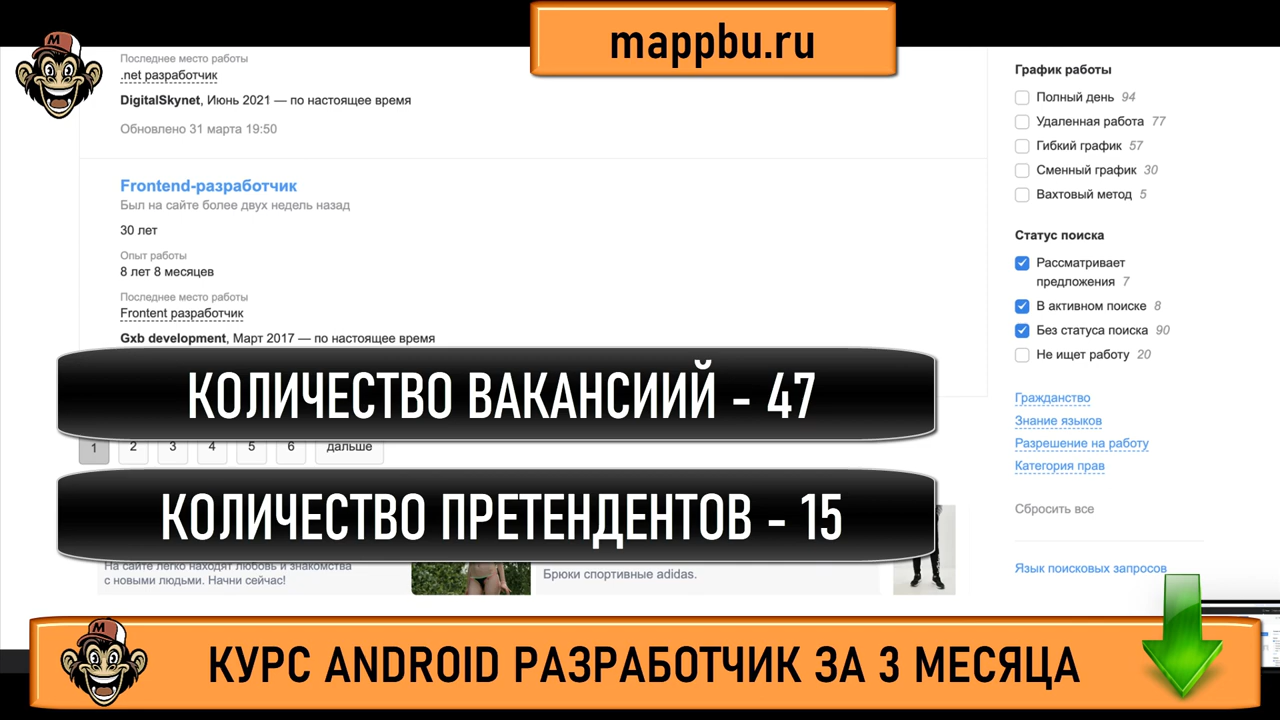 mappbu.ru
M
Последнее место работы
.net разработчик
DigitalSkynet, Июнь 2021 — по настоящее время
Обновлено 31 марта 19:50
Frontend-разработчик
Был на сайте более двух недель назад
30 лет
Опыт работы
8 лет 8 месяцев
Последнее место работы
Frontent разработчик
Gxb development, Март 2017 — по настоящее время
КОЛИЧЕСТВО ВАКАНСИИЙ - 47
1 2 3 4 5 6 дальше
КОЛИЧЕСТВО ПРЕТЕНДЕНТОВ - 15
На сайте легко находят любовь и знакомства
с новыми людьми. Начни сейчас!
Брюки спортивные adidas.
График работы
Полный день 94
Удаленная работа 77
Гибкий график 57
Сменный график 30
Вахтовый метод 5
Статус поиска
Рассматривает
предложения 7
В активном поиске 8
Без статуса поиска 90
Не ищет работу 20
Гражданство
Знание языков
Разрешение на работу
Категория прав
Сбросить все
Язык поисковых запросов
M
КУРС ANDROID РАЗРАБОТЧИК ЗА 3 МЕСЯЦА